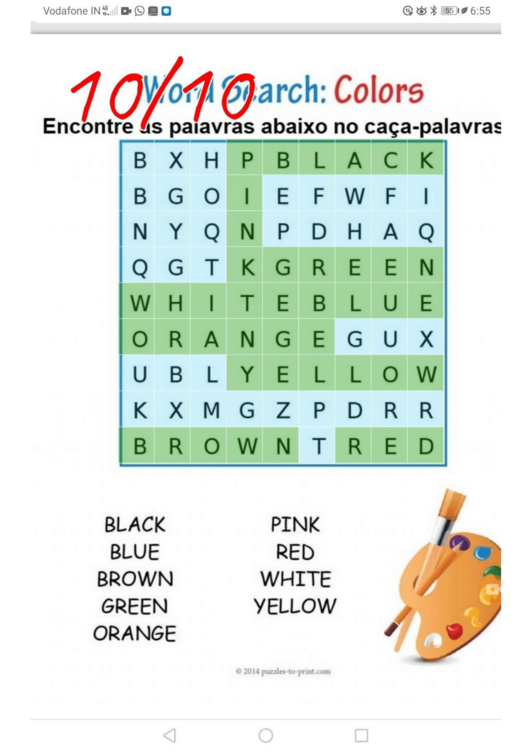 Vodafone IN 6:55
10/10
Word Search: Colors
Encontre as palavras abaixo no caça-palavras
B X H P B L A C K
B G O I E F W F I
N Y Q N P D H A Q
Q G T K G R E E N
W H I T E B L U E
O R A N G E G U X
U B L Y E L L O W
K X M G Z P D R R
B R O W N T R E D
BLACK PINK
BLUE RED
BROWN WHITE
GREEN YELLOW
ORANGE
© 2014 puzzles-to-print.com